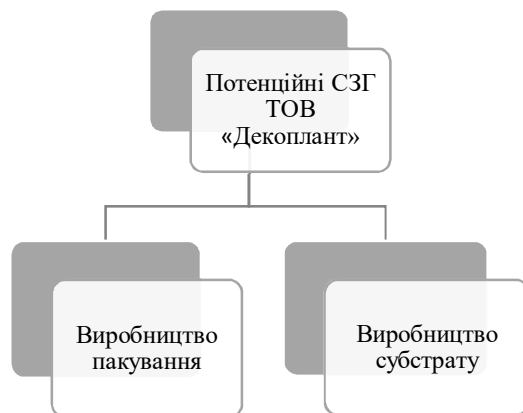 Потенційні СЗГ
ТОВ
«Декоплант»
Виробництво
пакування
Виробництво
субстрату